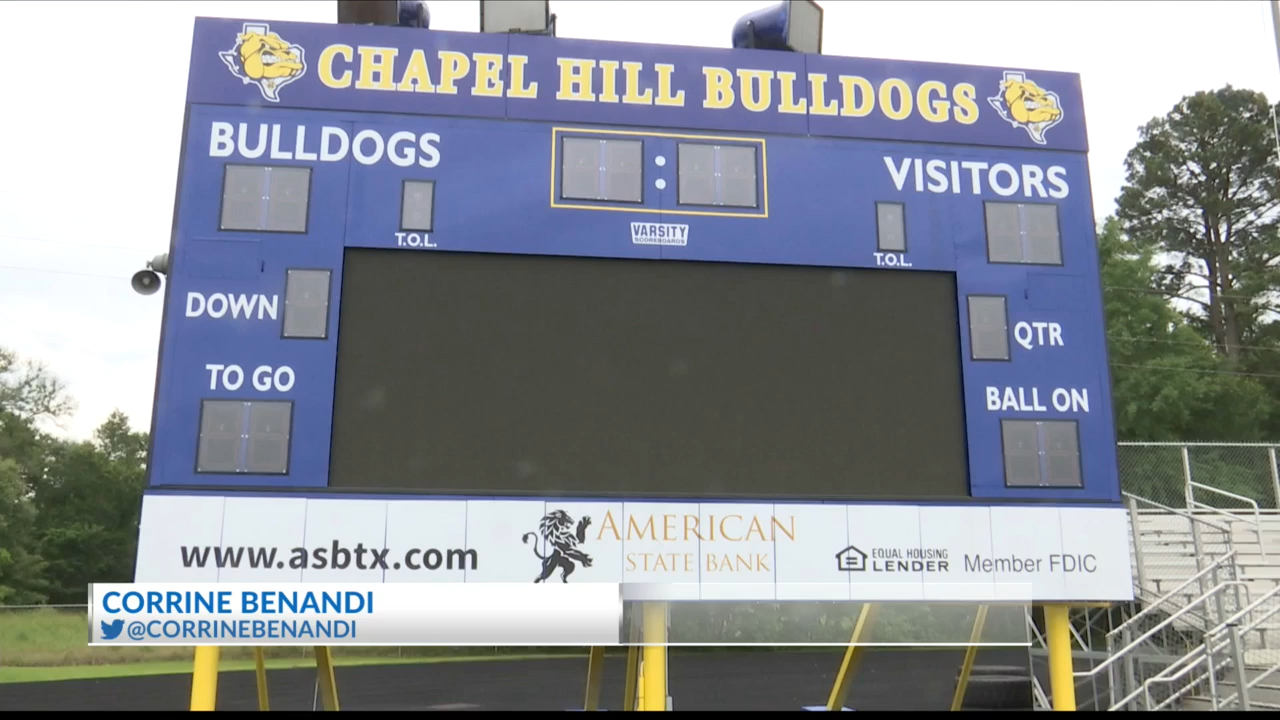 CHAPEL HILL BULLDOGS
BULLDOGS
:
VISITORS
T.O.L.
VARSITY
SCOREBOARDS
T.O.L.
DOWN
QTR
TO GO
BALL ON
www.asbtx.com
AMERICAN
STATE BANK
EQUAL HOUSING
LENDER
Member FDIC
CORRINE BENANDI
@CORRINEBENANDI